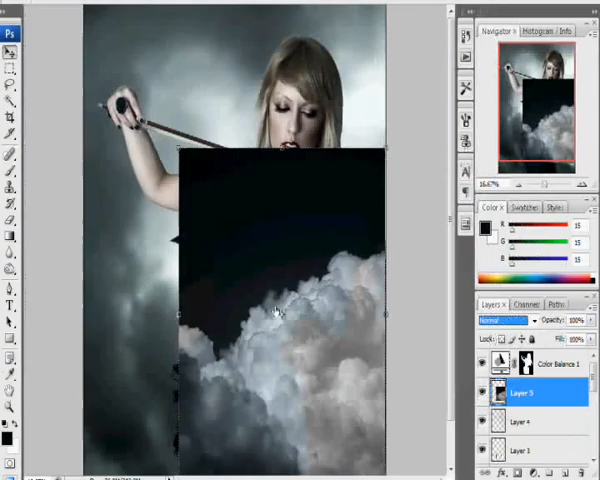 Ps
Navigator × Histogram Info
16.67%
Color × Swatches Styles
R 15
G 15
B 15
Layers × Channels Paths
Normal Opacity: 100%
Lock: Fill: 100%
Color Balance 1
Layer 5
Layer 4
Layer 3